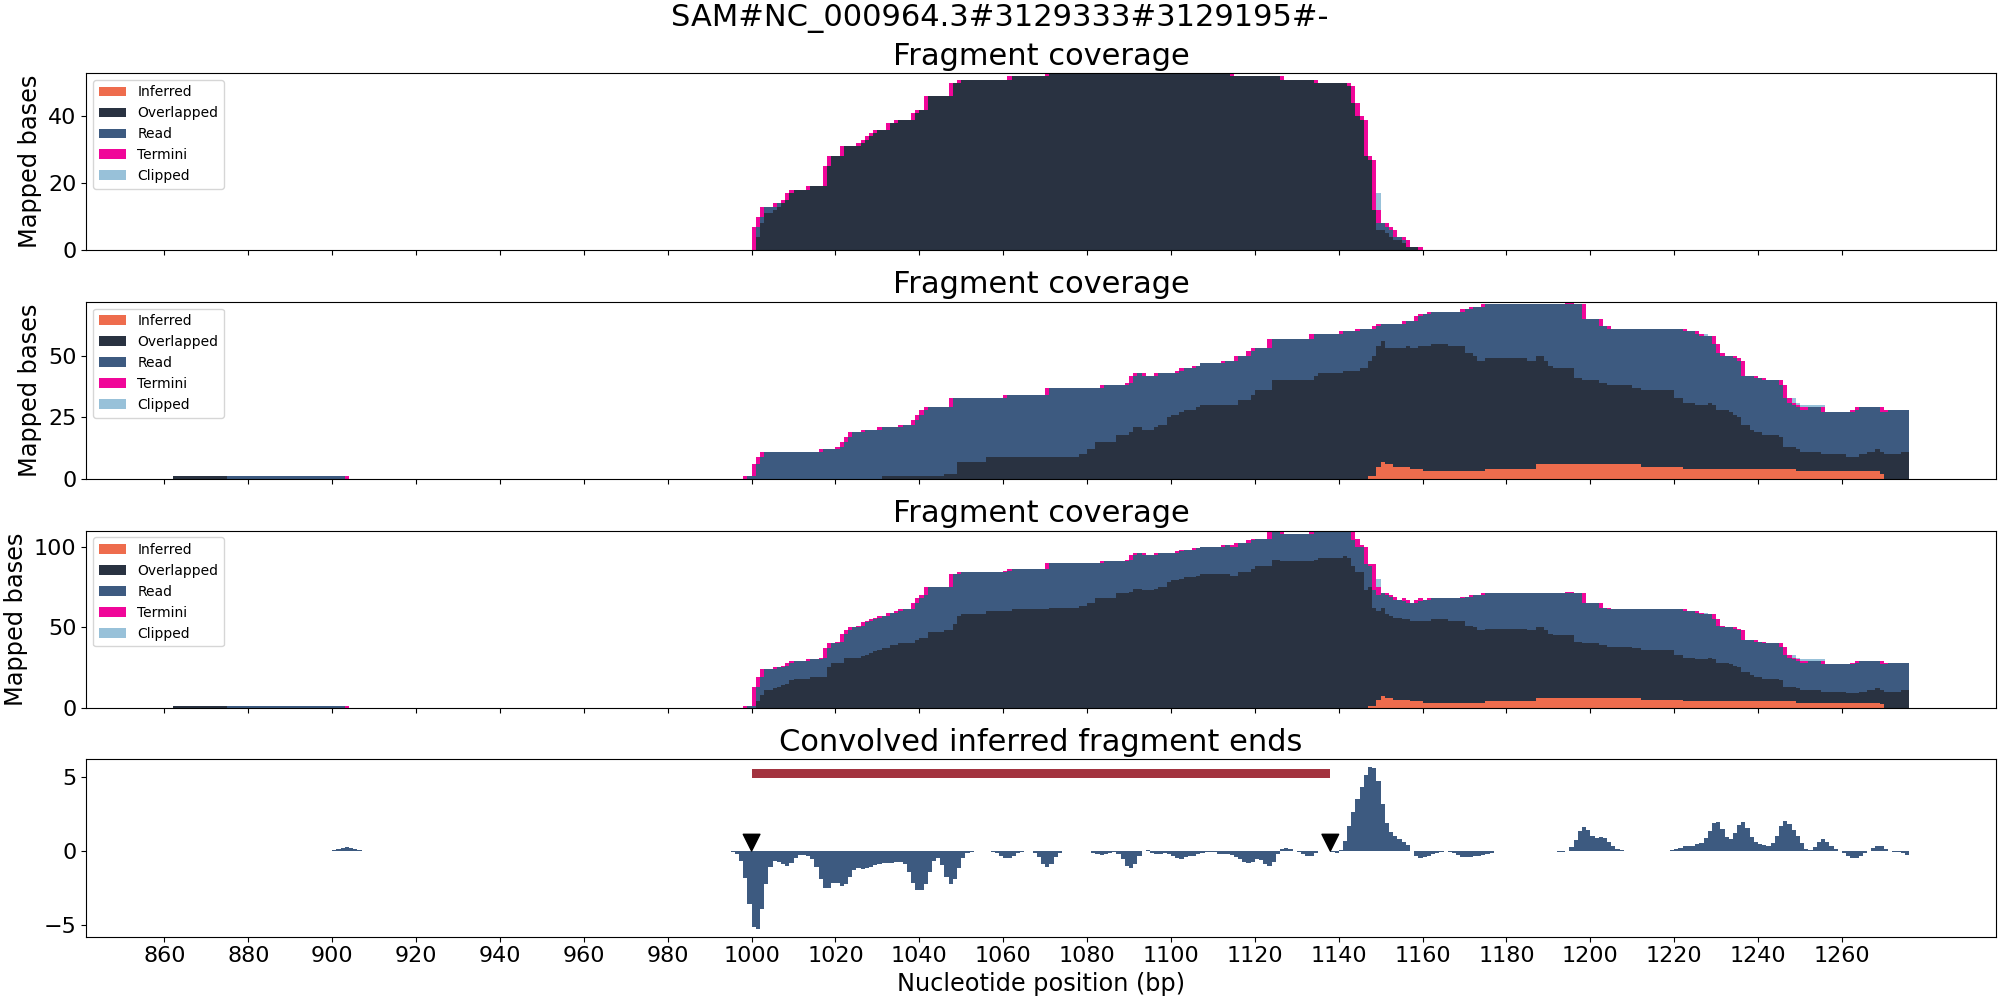 SAM#NC_000964.3#3129333#3129195#-
Fragment coverage
Mapped bases
40
20
0
Inferred
Overlapped
Read
Termini
Clipped
Fragment coverage
Mapped bases
50
25
0
Inferred
Overlapped
Read
Termini
Clipped
Fragment coverage
Mapped bases
100
50
0
Inferred
Overlapped
Read
Termini
Clipped
Convolved inferred fragment ends
5
0
−5
860 880 900 920 940 960 980 1000 1020 1040 1060 1080 1100 1120 1140 1160 1180 1200 1220 1240 1260
Nucleotide position (bp)